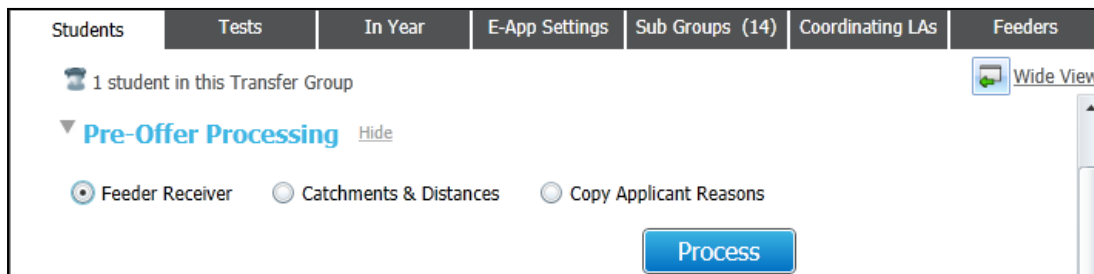 Students Tests In Year E-App Settings Sub Groups (14) Coordinating LAs Feeders
1 student in this Transfer Group Wide View
Pre-Offer Processing Hide
Feeder Receiver Catchments & Distances Copy Applicant Reasons
Process